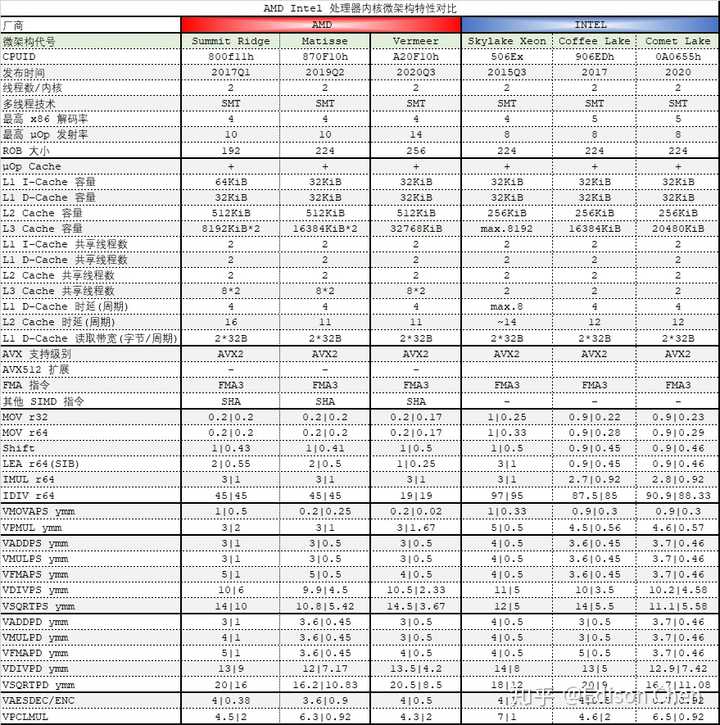 AMD Intel 处理器内核微架构特性对比
厂商 AMD INTEL
微架构代号 Summit Ridge Matisse Vermeer Skylake Xeon Coffee Lake Comet Lake
CPUID 800f11h 870F10h A20F10h 506Ex 906EDh 0A0655h
发布时间 2017Q1 2019Q2 2020Q3 2015Q3 2017 2020
线程数/内核 2 2 2 2 2 2
多线程技术 SMT SMT SMT SMT SMT SMT
最高 x86 解码率 4 4 4 4 5 5
最高 μOp 发射率 10 10 14 8 8 8
ROB 大小 192 224 256 224 224 224
μOp Cache + + + + + +
L1 I-Cache 容量 64KiB 32KiB 32KiB 32KiB 32KiB 32KiB
L1 D-Cache 容量 32KiB 32KiB 32KiB 32KiB 32KiB 32KiB
L2 Cache 容量 512KiB 512KiB 512KiB 256KiB 256KiB 256KiB
L3 Cache 容量 8192KiB*2 16384KiB*2 32768KiB max.8192 16384KiB 20480KiB
L1 I-Cache 共享线程数 2 2 2 2 2 2
L1 D-Cache 共享线程数 2 2 2 2 2 2
L2 Cache 共享线程数 2 2 2 2 2 2
L3 Cache 共享线程数 8*2 8*2 8*2 2 2 2
L1 D-Cache 时延(周期) 4 4 4 max.8 4 4
L2 Cache 时延(周期) 16 11 11 ~14 12 12
L1 D-Cache 读取带宽(字节/周期) 2*32B 2*32B 2*32B 2*32B 2*32B 2*32B
AVX 支持级别 AVX2 AVX2 AVX2 AVX2 AVX2 AVX2
AVX512 扩展 - - -
FMA 指令 FMA3 FMA3 FMA3 FMA3 FMA3 FMA3
其他 SIMD 指令 SHA SHA SHA - - -
MOV r32 0.2|0.2 0.2|0.2 0.2|0.17 1|0.25 0.9|0.22 0.9|0.23
MOV r64 0.2|0.2 0.2|0.2 0.2|0.17 1|0.33 0.9|0.28 0.9|0.29
Shift 1|0.43 1|0.41 1|0.5 1|0.5 0.9|0.45 0.9|0.46
LEA r64(SIB) 2|0.55 2|0.5 1|0.25 3|1 0.9|0.45 0.9|0.46
IMUL r64 3|1 3|1 3|1 3|1 2.7|0.92 2.8|0.92
IDIV r64 45|45 45|45 19|19 97|95 87.5|85 90.9|88.33
VMOVAPS ymm 1|0.5 0.2|0.25 0.2|0.02 1|0.33 0.9|0.3 0.9|0.3
VPMUL ymm 3|2 3|1 3|1.67 5|0.5 4.5|0.56 4.6|0.57
VADDPS ymm 3|1 3|0.5 3|0.5 4|0.5 3.6|0.45 3.7|0.46
VMULPS ymm 3|1 3|0.5 3|0.5 4|0.5 3.6|0.45 3.7|0.46
VFMAPS ymm 5|1 5|0.5 4|0.5 4|0.5 3.6|0.45 3.7|0.46
VDIVPS ymm 10|6 9.9|4.5 10.5|2.33 11|5 10|3.5 10.2|4.58
VSQRTPS ymm 14|10 10.8|5.42 14.5|3.67 12|5 14|5.5 11.1|5.58
VADDPD ymm 3|1 3.6|0.45 3|0.5 4|0.5 3|0.5 3.7|0.46
VMULPD ymm 4|1 3.6|0.45 3|0.5 4|0.5 3|0.5 3.7|0.46
VFMAPD ymm 5|1 3.6|0.45 4|0.5 4|0.5 5|0.5 3.7|0.46
VDIVPD ymm 13|9 12|7.17 13.5|4.2 14|8 13|5 12.9|7.42
VSQRTPD ymm 20|16 16.2|10.83 20.5|8.5 18|12 20|9 16.7|11.08
VAESDEC/ENC 4|0.38 3.6|0.9 4|0.5
VPCLMUL 4.5|2 6.3|0.92 4.3|2 7|1 4.6|2 6.5|0.92
知乎 @Edison Chen